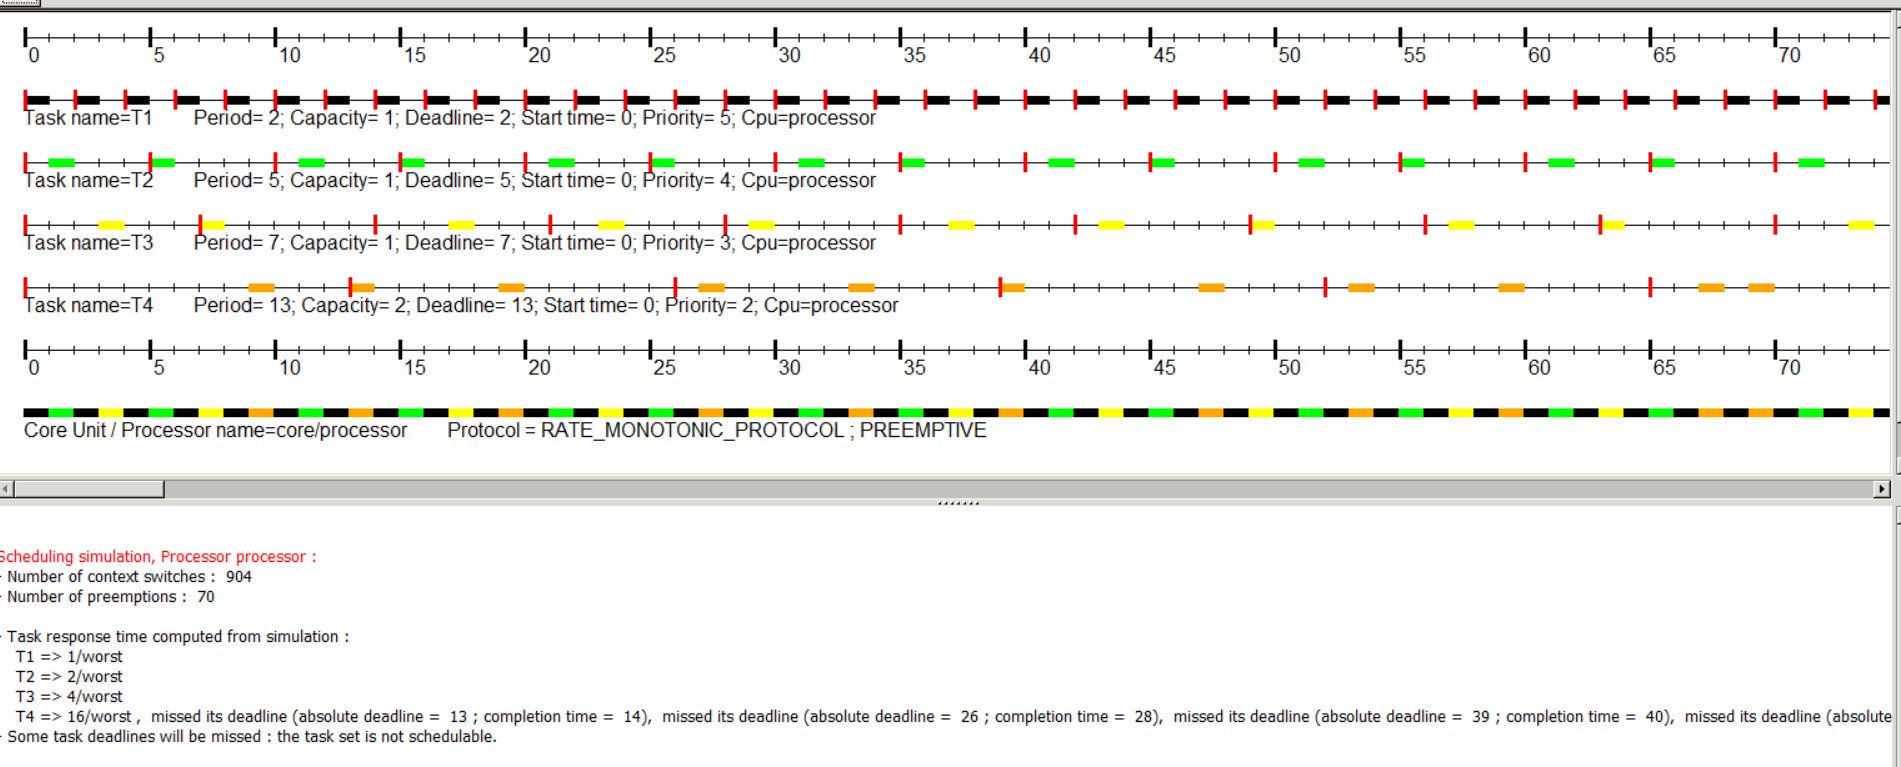 0 5 10 15 20 25 30 35 40 45 50 55 60 65 70
Task name=T1 Period= 2; Capacity= 1; Deadline= 2; Start time= 0; Priority= 5; Cpu=processor
Task name=T2 Period= 5; Capacity= 1; Deadline= 5; Start time= 0; Priority= 4; Cpu=processor
Task name=T3 Period= 7; Capacity= 1; Deadline= 7; Start time= 0; Priority= 3; Cpu=processor
Task name=T4 Period= 13; Capacity= 2; Deadline= 13; Start time= 0; Priority= 2; Cpu=processor
0 5 10 15 20 25 30 35 40 45 50 55 60 65 70
Core Unit / Processor name=core/processor Protocol = RATE_MONOTONIC_PROTOCOL ; PREEMPTIVE
Scheduling simulation, Processor processor :
- Number of context switches : 904
- Number of preemptions : 70
- Task response time computed from simulation :
T1 => 1/worst
T2 => 2/worst
T3 => 4/worst
T4 => 16/worst , missed its deadline (absolute deadline = 13 ; completion time = 14), missed its deadline (absolute deadline = 26 ; completion time = 28), missed its deadline (absolute deadline = 39 ; completion time = 40), missed its deadline (absolute
- Some task deadlines will be missed : the task set is not schedulable.